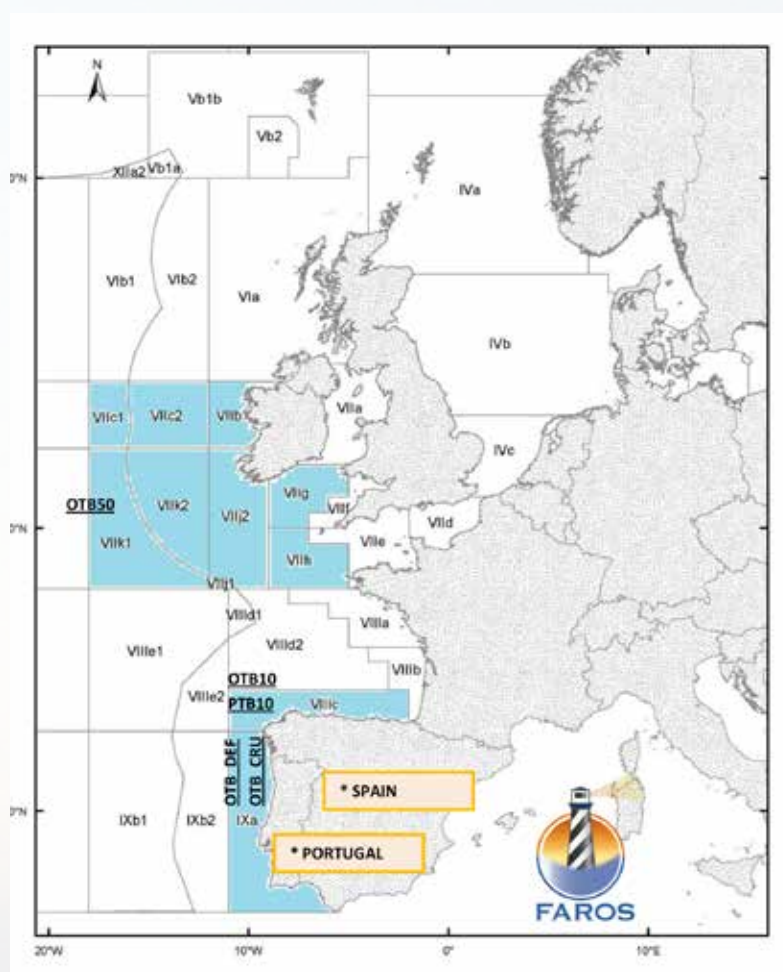 N
Vb1b
Vb2
XIIa2
Vb1a
IVa
VIb1
VIb2
VIa
IVb
VIIc1
VIIc2
VIIb
VIIa
IVc
OTB50
VIIk2
VIIj2
VIIg
VIIf
VIId
VIIe
VIIk1
VIIh
VIIj1
VIIId1
VIIIa
VIIIe1
VIIId2
VIIIb
OTB10
VIIIe2
PTB10
VIIIc
OTB_DEF
OTB_CRU
* SPAIN
IXb1
IXb2
IXa
* PORTUGAL
FAROS
20°W
10°W
0°
10°E